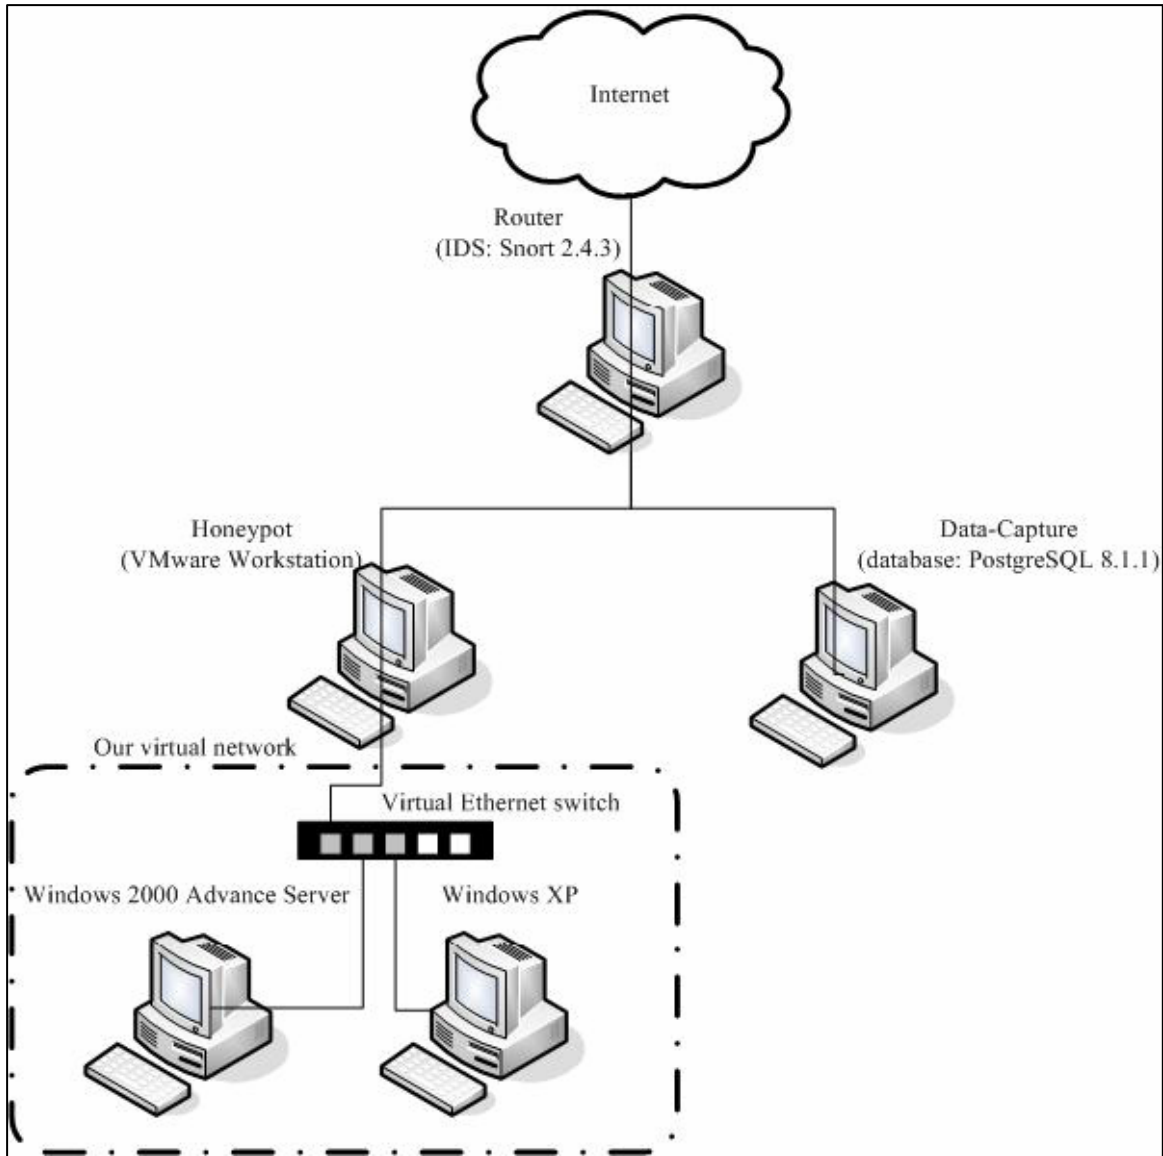 Internet
Router
(IDS: Snort 2.4.3)
Honeypot
(VMware Workstation)
Data-Capture
(database: PostgreSQL 8.1.1)
Our virtual network
Virtual Ethernet switch
Windows 2000 Advance Server
Windows XP